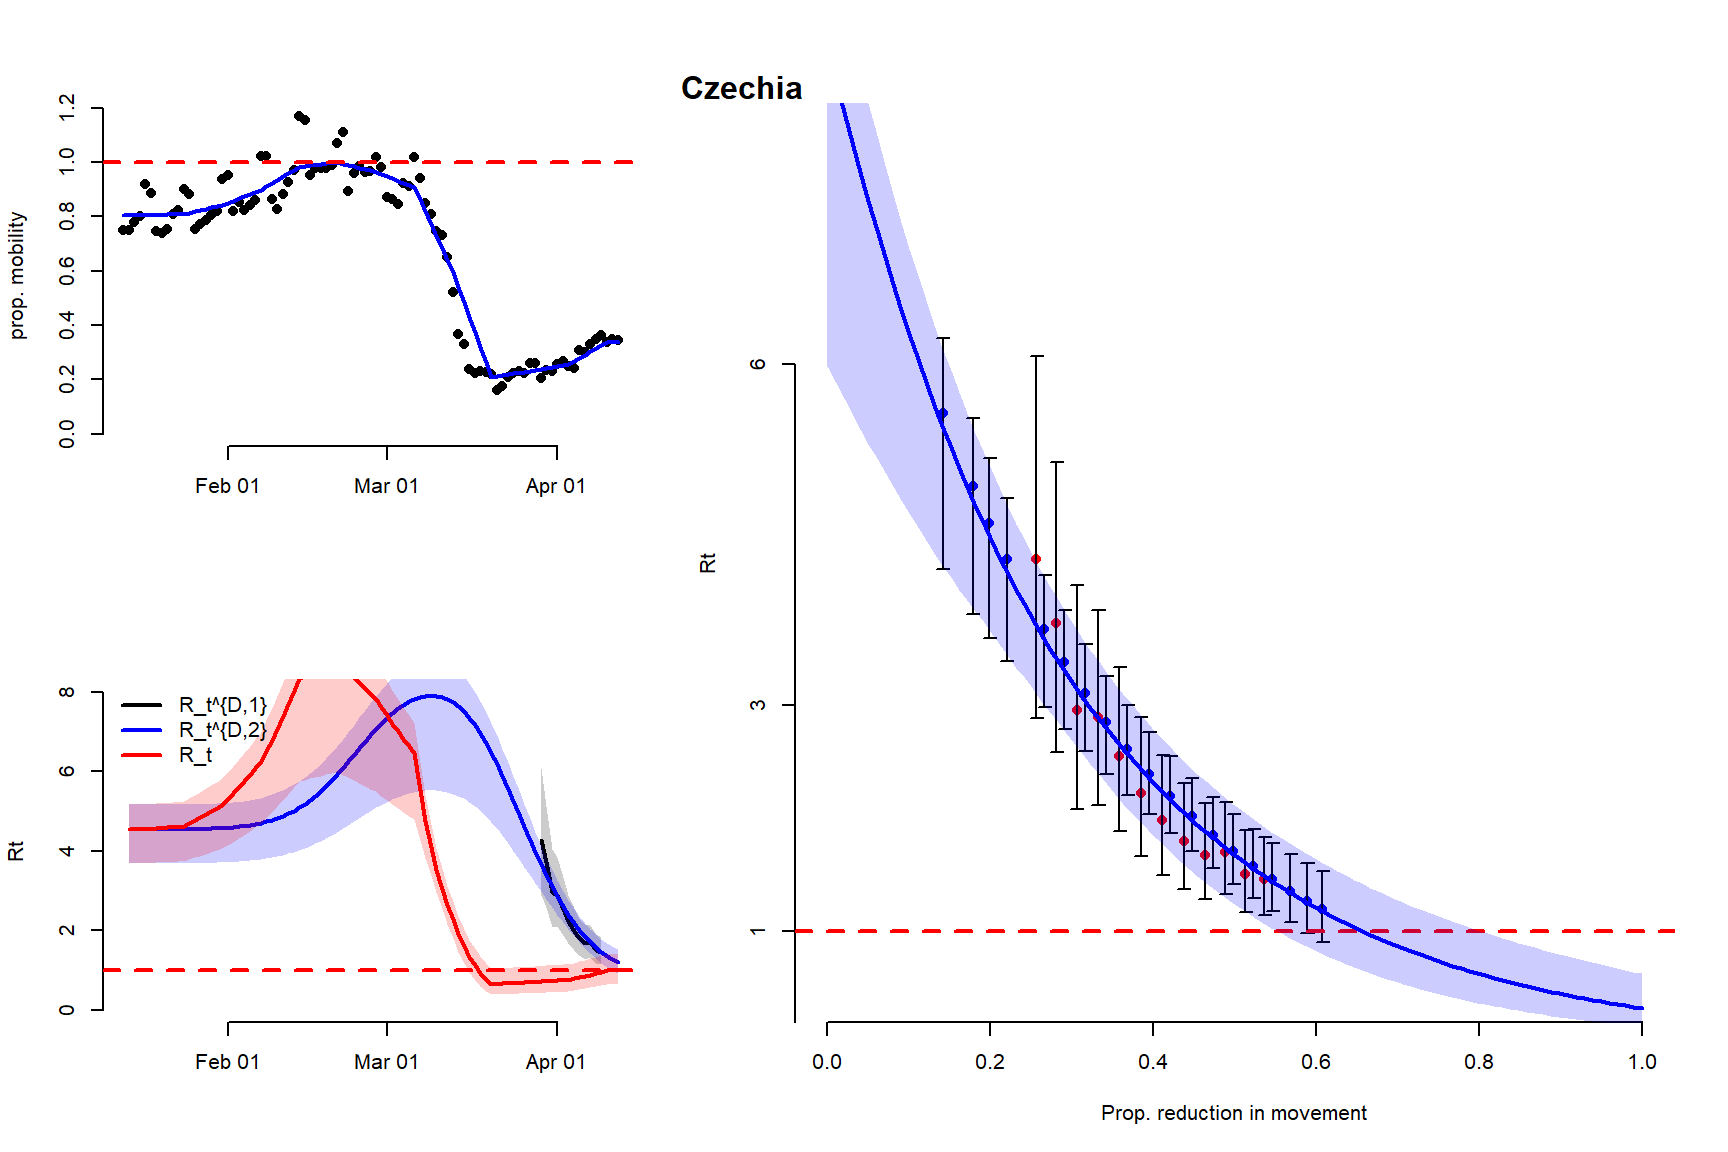 Czechia
prop. mobility
0.0 0.2 0.4 0.6 0.8 1.0 1.2
Feb 01 Mar 01 Apr 01
Rt
0 2 4 6 8
R_t^{D,1}
R_t^{D,2}
R_t
Feb 01 Mar 01 Apr 01
Rt
1 3 6
0.0 0.2 0.4 0.6 0.8 1.0
Prop. reduction in movement